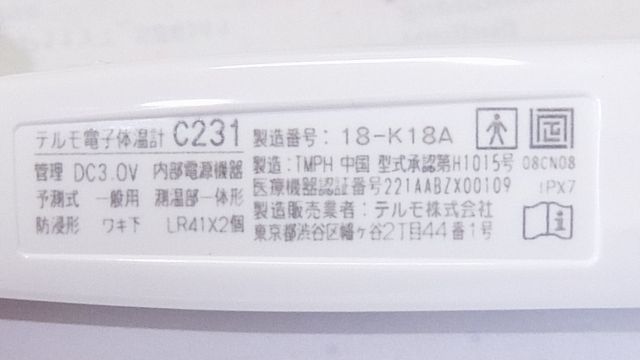 テルモ電子体温計 C231
管理 DC3.0V 内部電源機器
予測式 一般用 測温部一体形
防浸形 ワキ下 LR41X2個
製造番号: 18-K18A
製造:TMPH 中国 型式承認第H1015号
医療機器認証番号221AABZX00109
製造販売業者:テルモ株式会社
東京都渋谷区幡ヶ谷2丁目44番1号
08CN08
IPX7